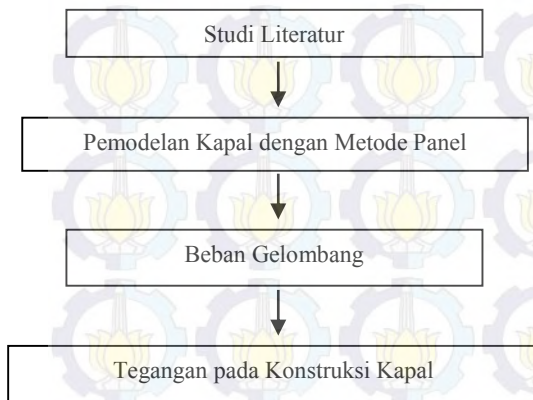 Studi Literatur
Pemodelan Kapal dengan Metode Panel
Beban Gelombang
Tegangan pada Konstruksi Kapal